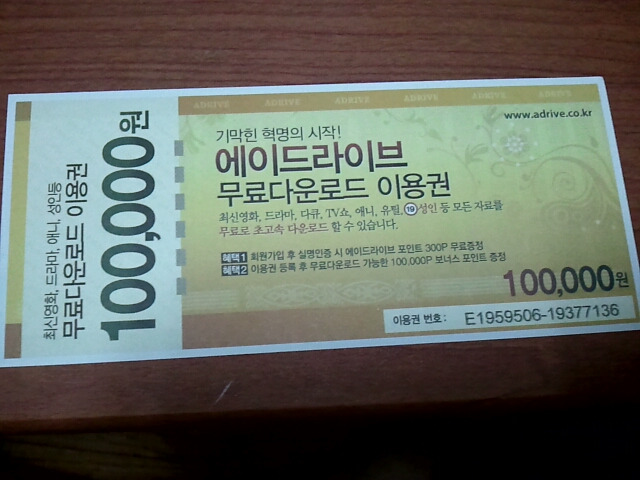 최신영화, 드라마, 애니, 성인등
무료다운로드 이용권
100,000원
ADRIVE ADRIVE ADRIVE ADRIVE ADRIVE ADRIVE
www.adrive.co.kr
기막힌 혁명의 시작!
에이드라이브
무료다운로드 이용권
최신영화, 드라마, 다큐, TV쇼, 애니, 유틸, 19 성인 등 모든 자료를
무료로 초고속 다운로드 할 수 있습니다.
혜택1 회원가입 후 실명인증 시 에이드라이브 포인트 300P 무료증정
혜택2 이용권 등록 후 무료다운로드 가능한 100.000P 보너스 포인트 증정
100,000원
이용권 번호 : E1959506-19377136